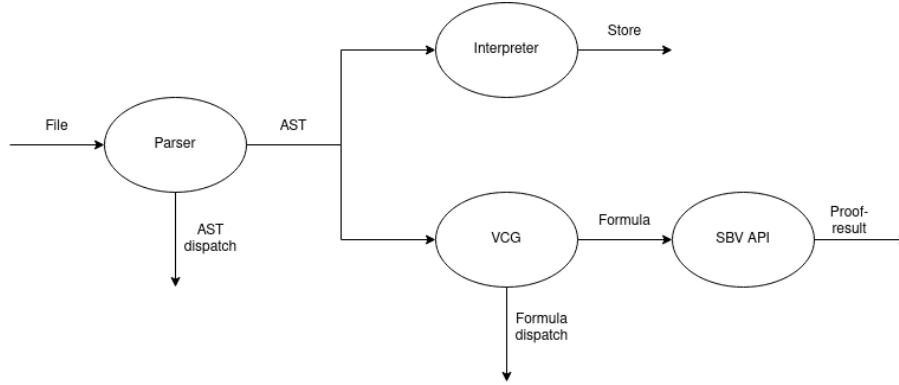 Interpreter
Store
File
Parser
AST
AST
dispatch
VCG
Formula
SBV API
Proof-
result
Formula
dispatch